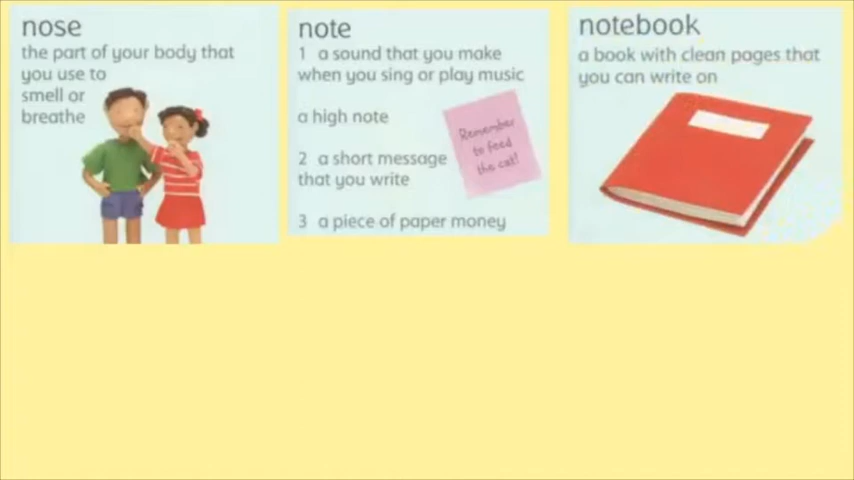 nose
the part of your body that
you use to
smell or
breathe
note
1 a sound that you make
when you sing or play music
a high note
2 a short message
that you write
3 a piece of paper money
Remember
to feed
the cat!
notebook
a book with clean pages that
you can write on